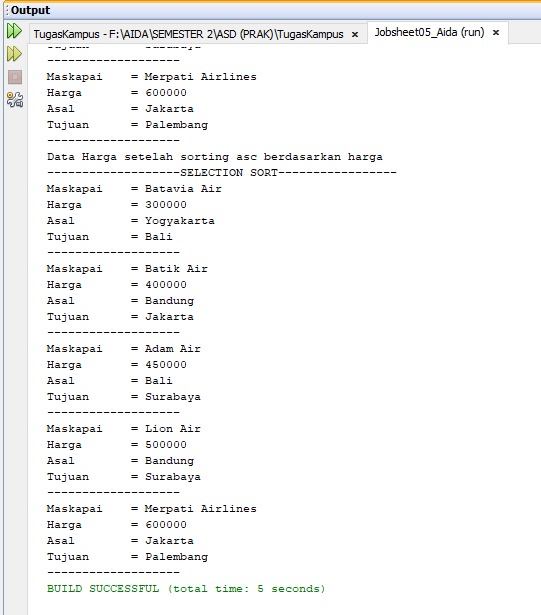 Output
TugasKampus - F:\AIDA\SEMESTER 2\ASD (PRAK)\TugasKampus × Jobsheet05_Aida (run) ×
-------------------
Maskapai = Merpati Airlines
Harga = 600000
Asal = Jakarta
Tujuan = Palembang
-------------------
Data Harga setelah sorting asc berdasarkan harga
-------------------SELECTION SORT-----------------
Maskapai = Batavia Air
Harga = 300000
Asal = Yogyakarta
Tujuan = Bali
-------------------
Maskapai = Batik Air
Harga = 400000
Asal = Bandung
Tujuan = Jakarta
-------------------
Maskapai = Adam Air
Harga = 450000
Asal = Bali
Tujuan = Surabaya
-------------------
Maskapai = Lion Air
Harga = 500000
Asal = Bandung
Tujuan = Surabaya
-------------------
Maskapai = Merpati Airlines
Harga = 600000
Asal = Jakarta
Tujuan = Palembang
-------------------
BUILD SUCCESSFUL (total time: 5 seconds)